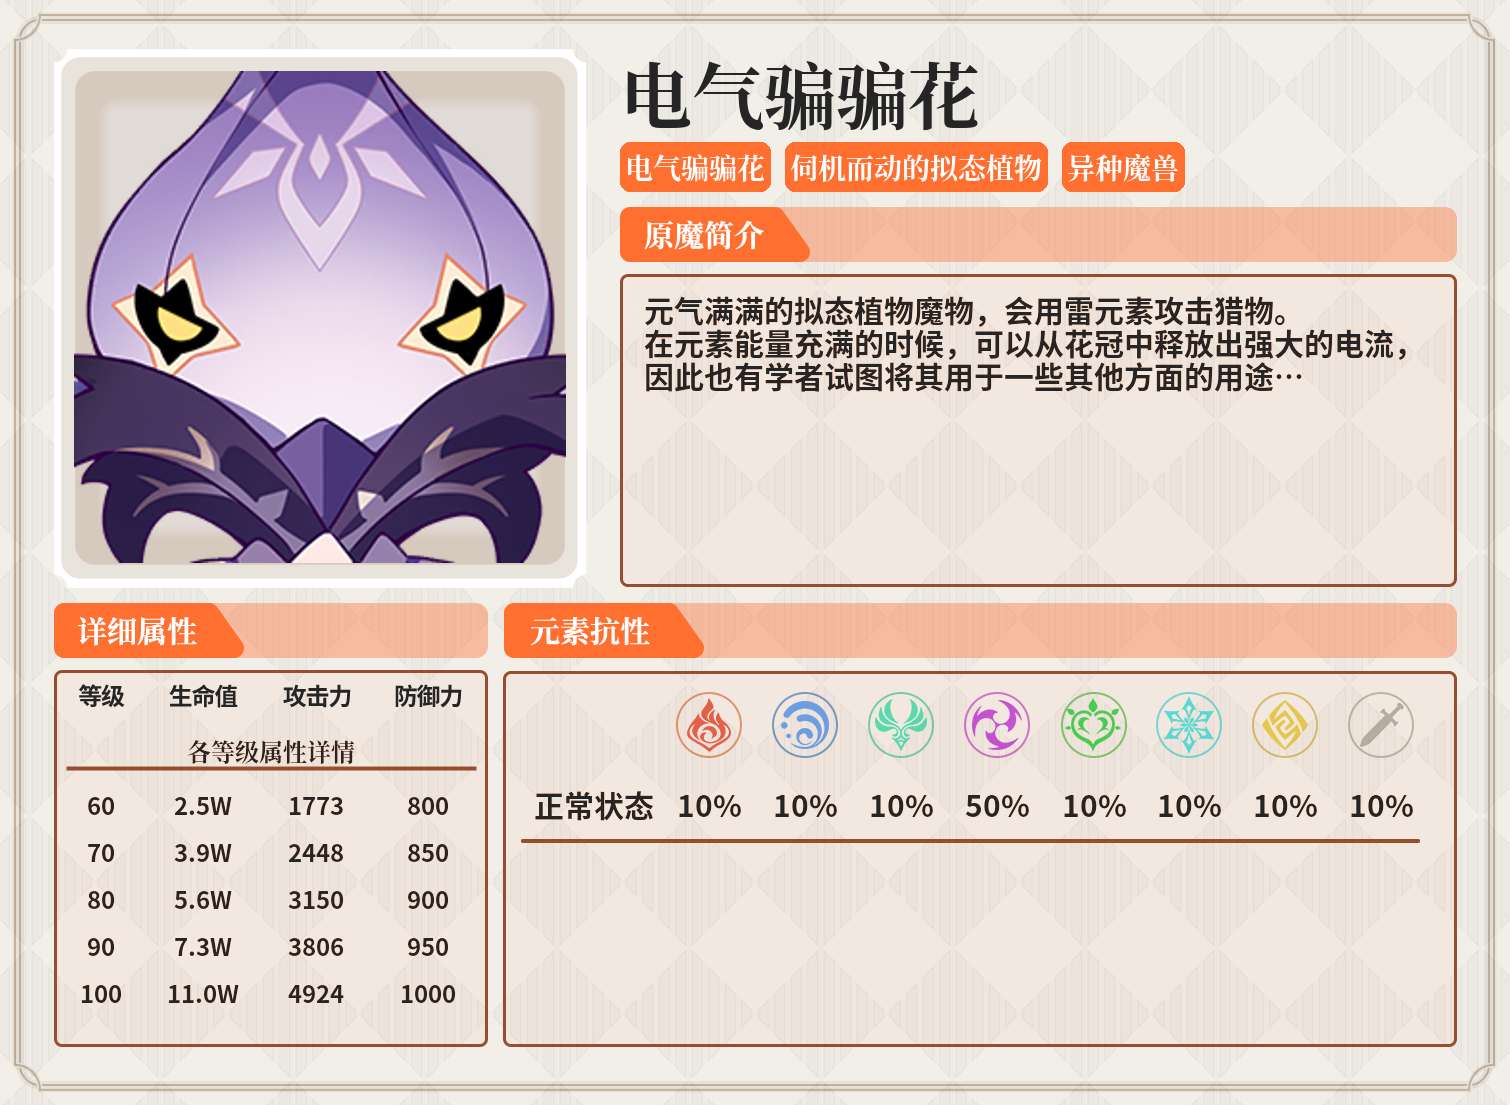 电气骗骗花
电气骗骗花 伺机而动的拟态植物 异种魔兽
原魔简介
元气满满的拟态植物魔物，会用雷元素攻击猎物。
在元素能量充满的时候，可以从花冠中释放出强大的电流，
因此也有学者试图将其用于一些其他方面的用途…
详细属性
等级 生命值 攻击力 防御力
各等级属性详情
60 2.5W 1773 800
70 3.9W 2448 850
80 5.6W 3150 900
90 7.3W 3806 950
100 11.0W 4924 1000
元素抗性
正常状态 10% 10% 10% 50% 10% 10% 10% 10%